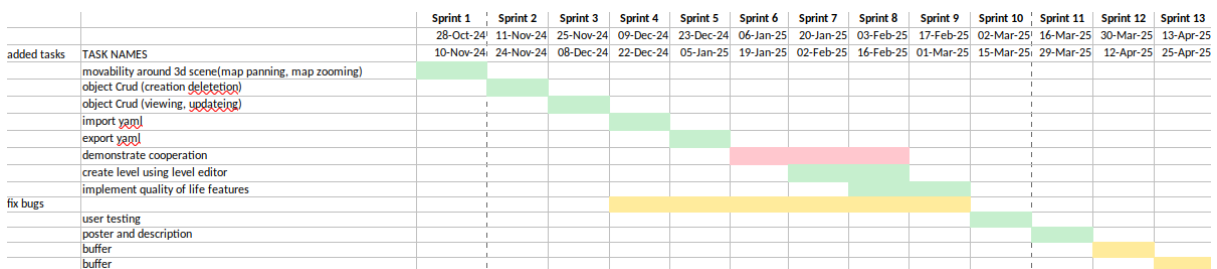 Sprint 1 Sprint 2 Sprint 3 Sprint 4 Sprint 5 Sprint 6 Sprint 7 Sprint 8 Sprint 9 Sprint 10 Sprint 11 Sprint 12 Sprint 13
28-Oct-24 11-Nov-24 25-Nov-24 09-Dec-24 23-Dec-24 06-Jan-25 20-Jan-25 03-Feb-25 17-Feb-25 02-Mar-25 16-Mar-25 30-Mar-25 13-Apr-25
added tasks TASK NAMES 10-Nov-24 24-Nov-24 08-Dec-24 22-Dec-24 05-Jan-25 19-Jan-25 02-Feb-25 16-Feb-25 01-Mar-25 15-Mar-25 29-Mar-25 12-Apr-25 25-Apr-25
movability around 3d scene(map panning, map zooming)
object Crud (creation deletetion)
object Crud (viewing, updateing)
import yaml
export yaml
demonstrate cooperation
create level using level editor
implement quality of life features
fix bugs
user testing
poster and description
buffer
buffer